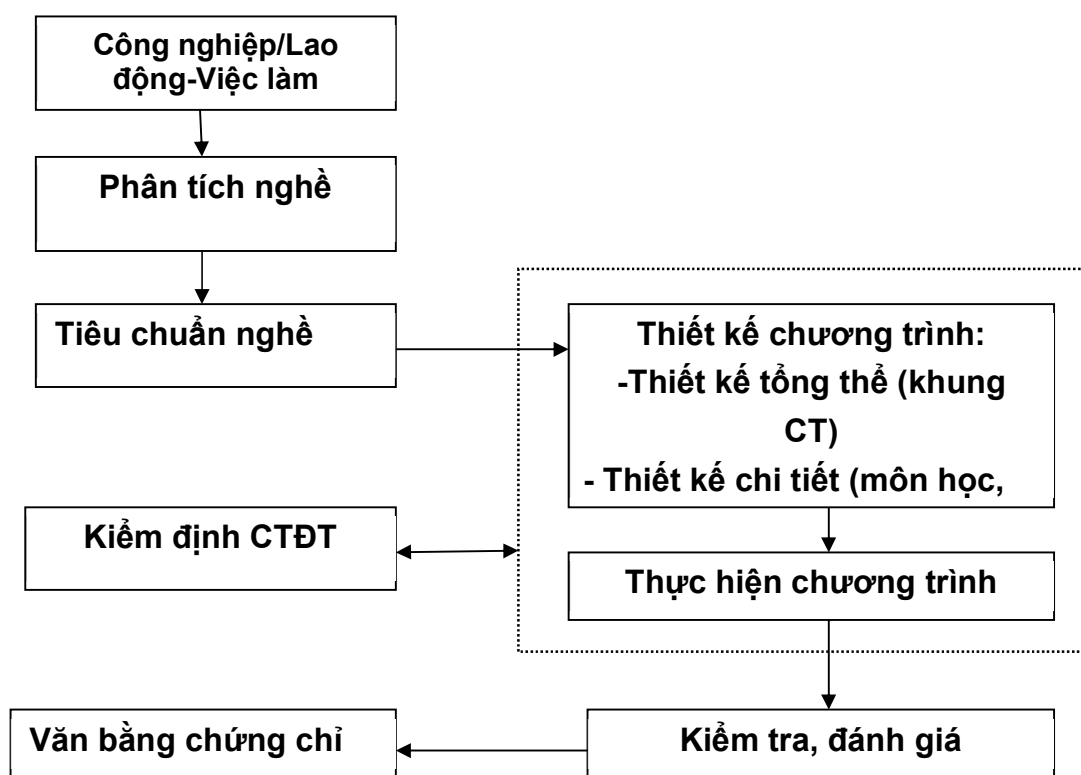 Công nghiệp/Lao
động-Việc làm
Phân tích nghề
Tiêu chuẩn nghề
Thiết kế chương trình:
-Thiết kế tổng thể (khung
CT)
- Thiết kế chi tiết (môn học,
Kiểm định CTĐT
Thực hiện chương trình
Văn bằng chứng chỉ
Kiểm tra, đánh giá